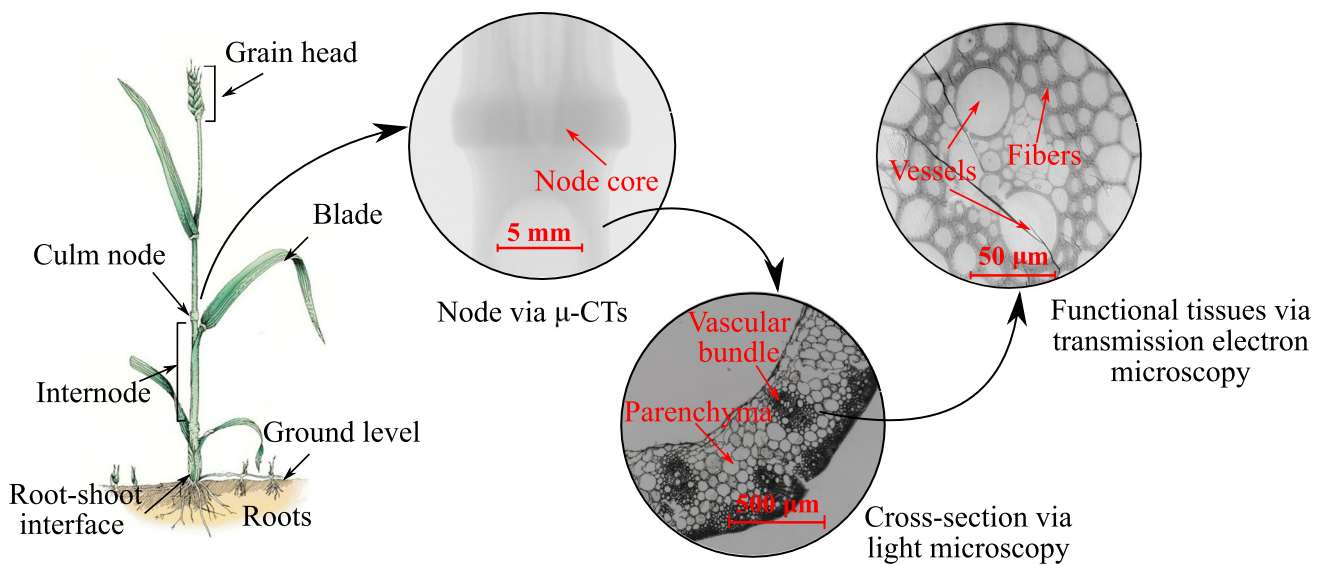 Grain head
Blade
Culm node
Internode
Ground level
Root-shoot
interface
Roots
Node core
5 mm
Node via μ-CTs
Vascular
bundle
Parenchyma
500 μm
Cross-section via
light microscopy
Vessels
Fibers
50 μm
Functional tissues via
transmission electron
microscopy